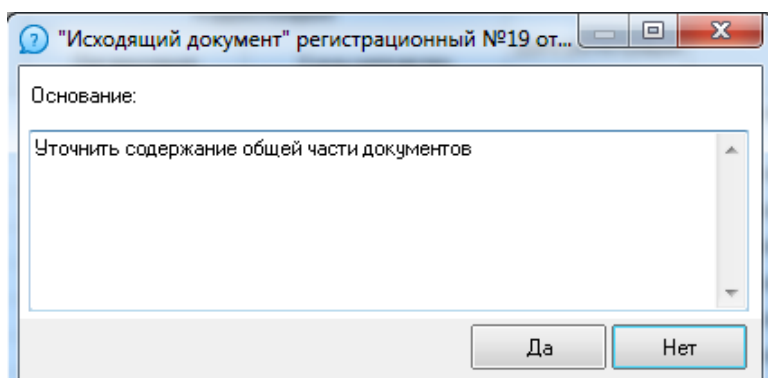 "Исходящий документ" регистрационный №19 от...
Основание:
Уточнить содержание общей части документов
Да Нет